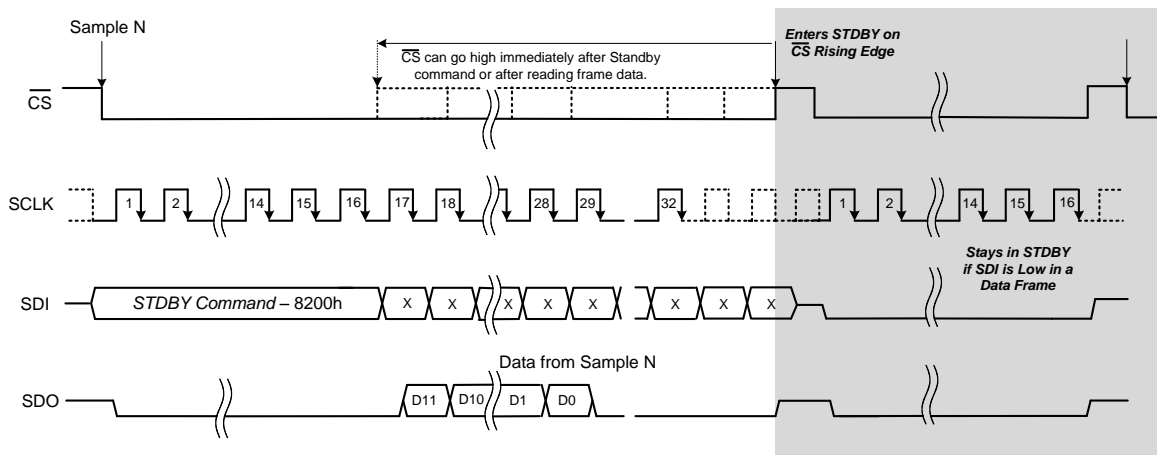 Sample N
CS can go high immediately after Standby
command or after reading frame data.
Enters STDBY on
CS Rising Edge
CS
SCLK
1 2 14 15 16 17 18 28 29 32 1 2 14 15 16
Stays in STDBY
if SDI is Low in a
Data Frame
SDI
STDBY Command – 8200h X X X X X X X X
Data from Sample N
SDO
D11 D10 D1 D0